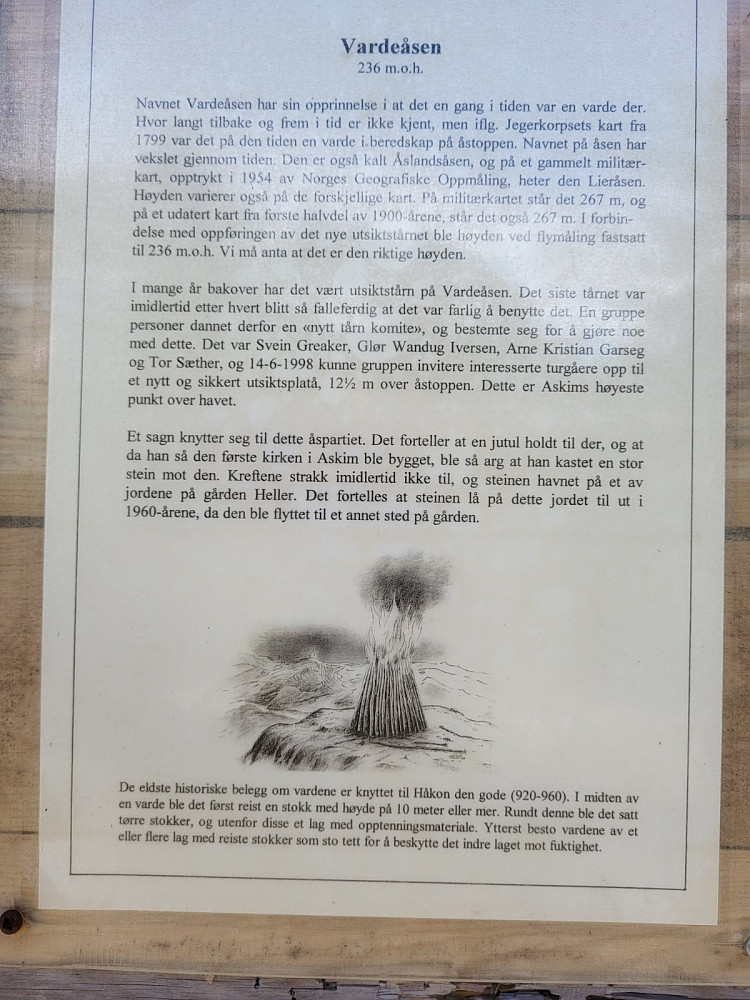 Vardeåsen
236 m.o.h.
Navnet Vardeåsen har sin opprinnelse i at det en gang i tiden var en varde der.
Hvor langt tilbake og frem i tid er ikke kjent, men iflg. Jegerkorpsets kart fra
1799 var det på den tiden en varde i beredskap på åstoppen. Navnet på åsen har
vekslet gjennom tiden. Den er også kalt Åslandsåsen, og på et gammelt militær-
kart, opptrykt i 1954 av Norges Geografiske Oppmåling, heter den Lieråsen.
Høyden varierer også på de forskjellige kart. På militærkartet står det 267 m, og
på et udatert kart fra første halvdel av 1900-årene, står det også 267 m. I forbin-
delse med oppføringen av det nye utsiktstårnet ble høyden ved flymåling fastsatt
til 236 m.o.h. Vi må anta at det er den riktige høyden.
I mange år bakover har det vært utsiktstårn på Vardeåsen. Det siste tårnet var
imidlertid etter hvert blitt så falleferdig at det var farlig å benytte det. En gruppe
personer dannet derfor en «nytt tårn komite», og bestemte seg for å gjøre noe
med dette. Det var Svein Greaker, Glør Wandug Iversen, Arne Kristian Garseg
og Tor Sæther, og 14-6-1998 kunne gruppen invitere interesserte turgåere opp til
et nytt og sikkert utsiktsplatå, 12½ m over åstoppen. Dette er Askims høyeste
punkt over havet.
Et sagn knytter seg til dette åspartiet. Det forteller at en jutul holdt til der, og at
da han så den første kirken i Askim ble bygget, ble så arg at han kastet en stor
stein mot den. Kreftene strakk imidlertid ikke til, og steinen havnet på et av
jordene på gården Heller. Det fortelles at steinen lå på dette jordet til ut i
1960-årene, da den ble flyttet til et annet sted på gården.
De eldste historiske belegg om vardene er knyttet til Håkon den gode (920-960). I midten av
en varde ble det først reist en stokk med høyde på 10 meter eller mer. Rundt denne ble det satt
tørre stokker, og utenfor disse et lag med opptenningsmateriale. Ytterst besto vardene av et
eller flere lag med reiste stokker som sto tett for å beskytte det indre laget mot fuktighet.